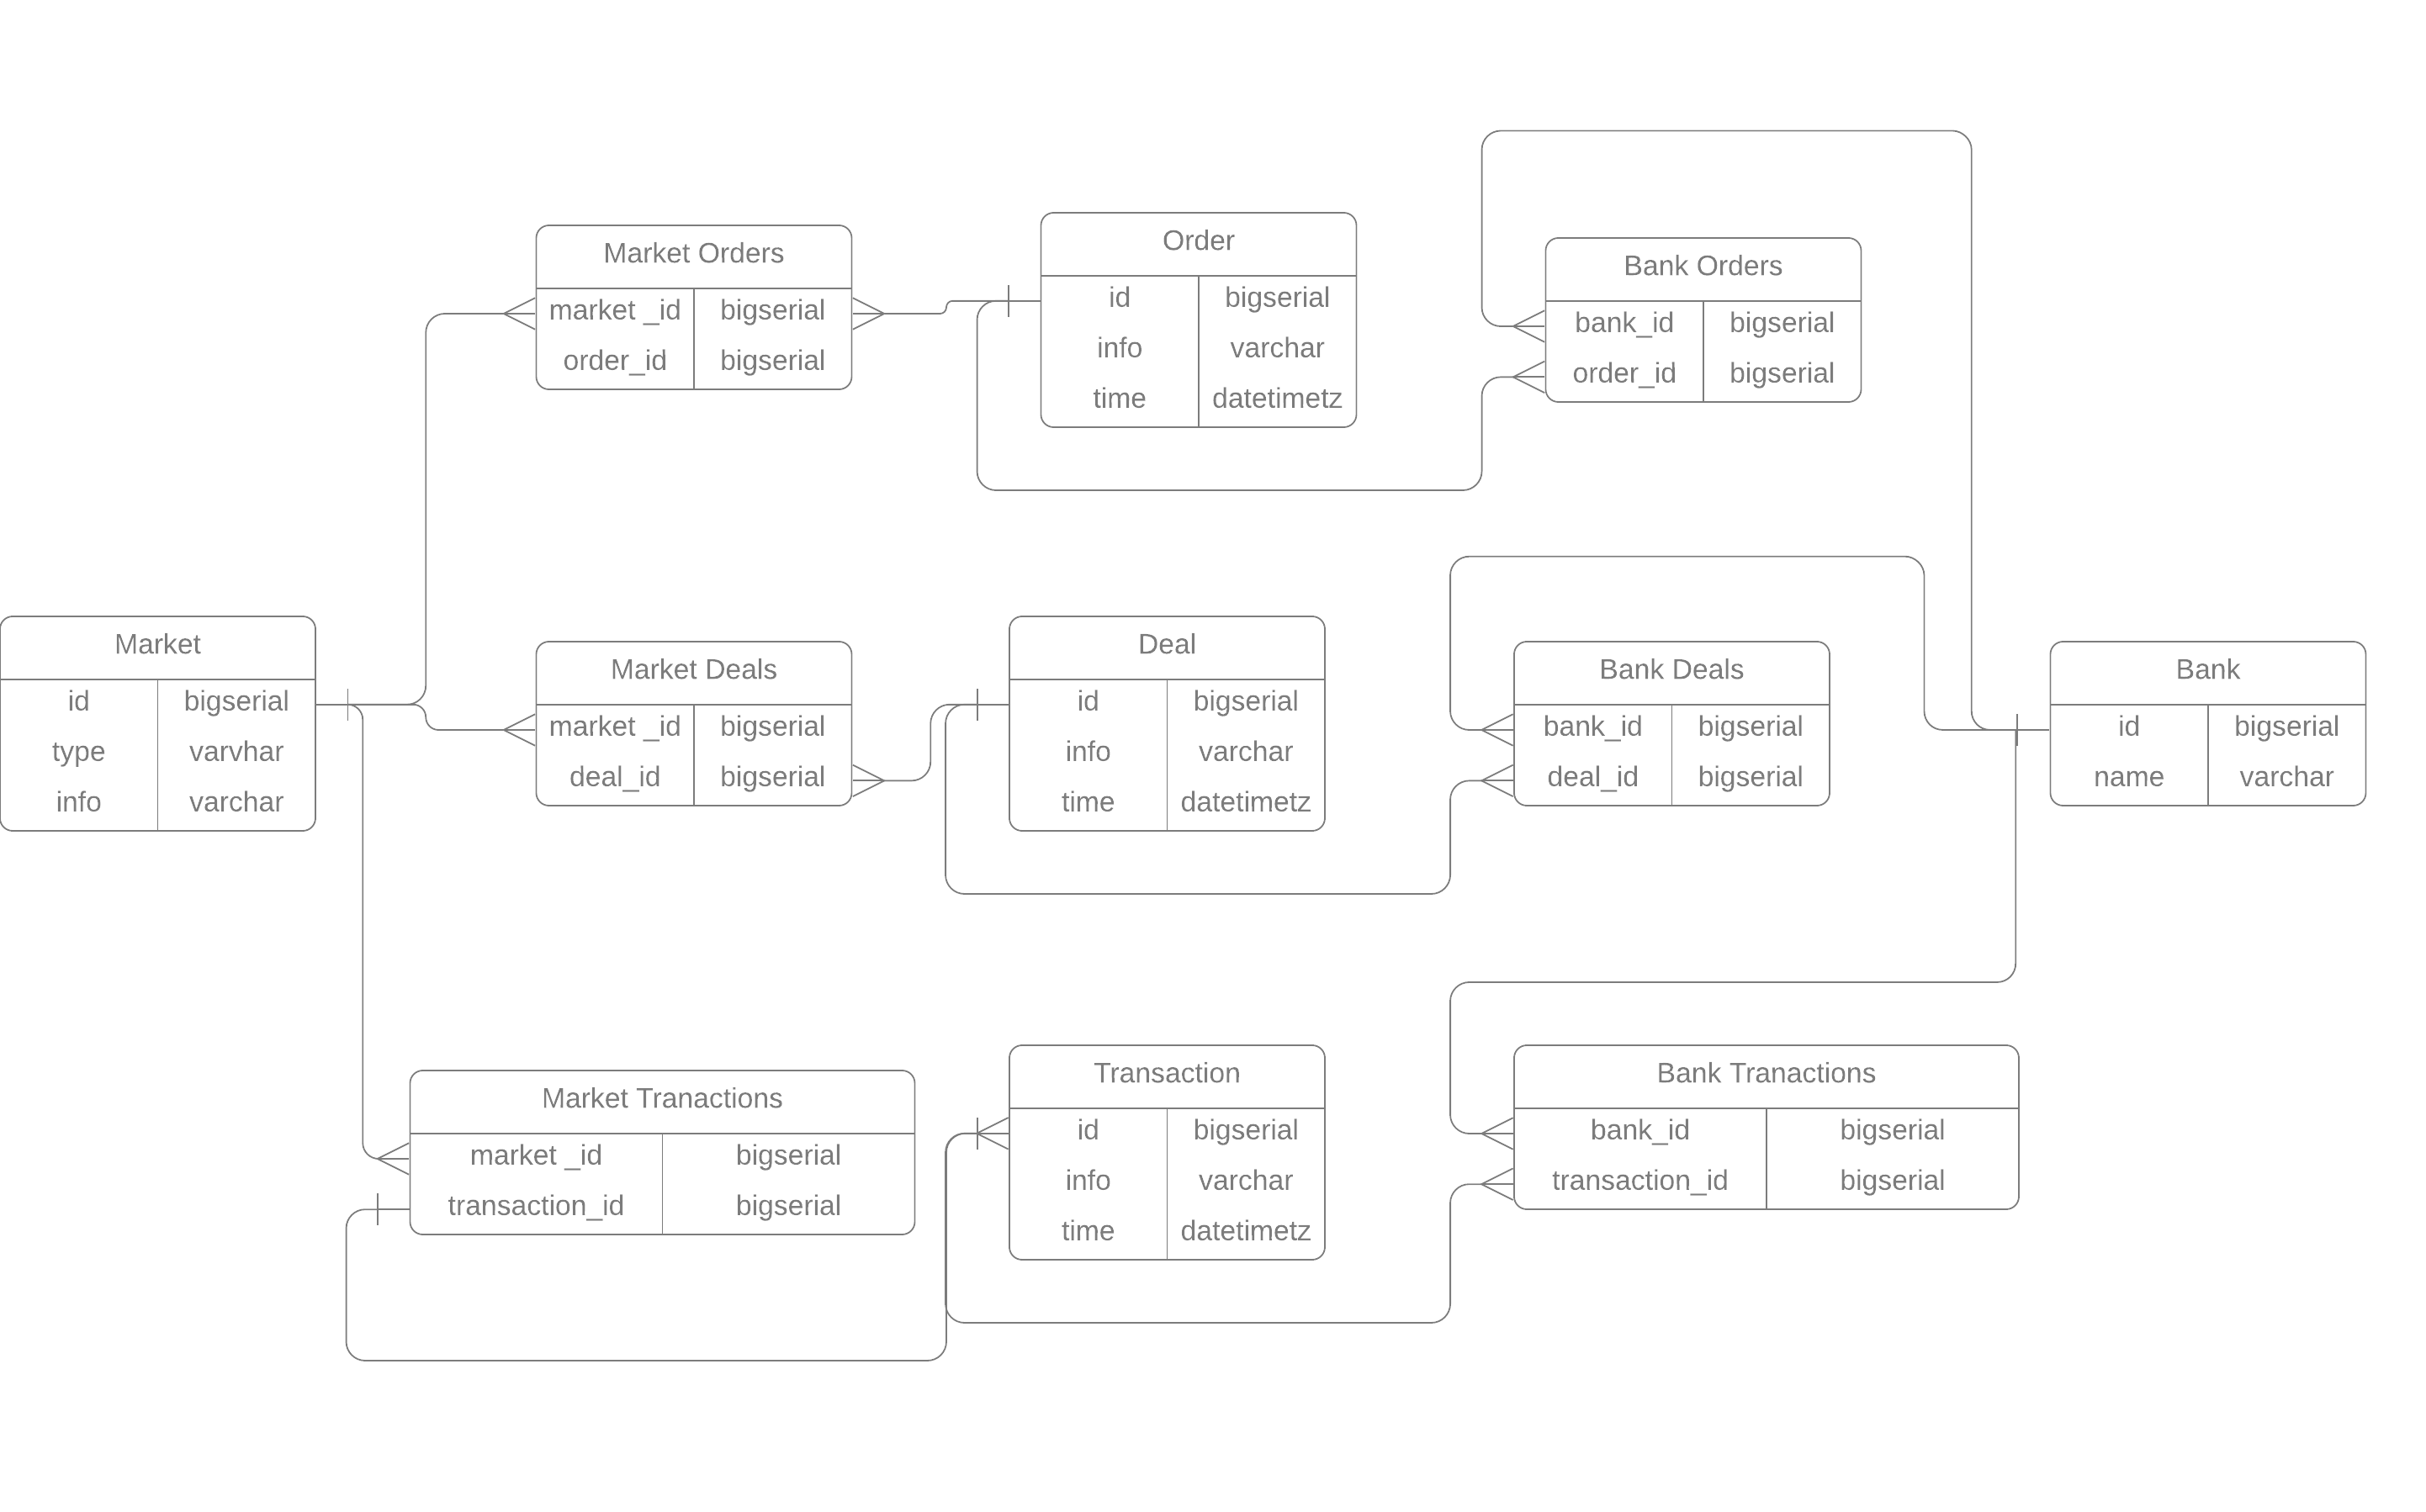 Market Orders
market _id bigserial
order_id bigserial
Order
id bigserial
info varchar
time datetimetz
Bank Orders
bank_id bigserial
order_id bigserial
Market
id bigserial
type varvhar
info varchar
Market Deals
market _id bigserial
deal_id bigserial
Deal
id bigserial
info varchar
time datetimetz
Bank Deals
bank_id bigserial
deal_id bigserial
Bank
id bigserial
name varchar
Market Tranactions
market _id bigserial
transaction_id bigserial
Transaction
id bigserial
info varchar
time datetimetz
Bank Tranactions
bank_id bigserial
transaction_id bigserial